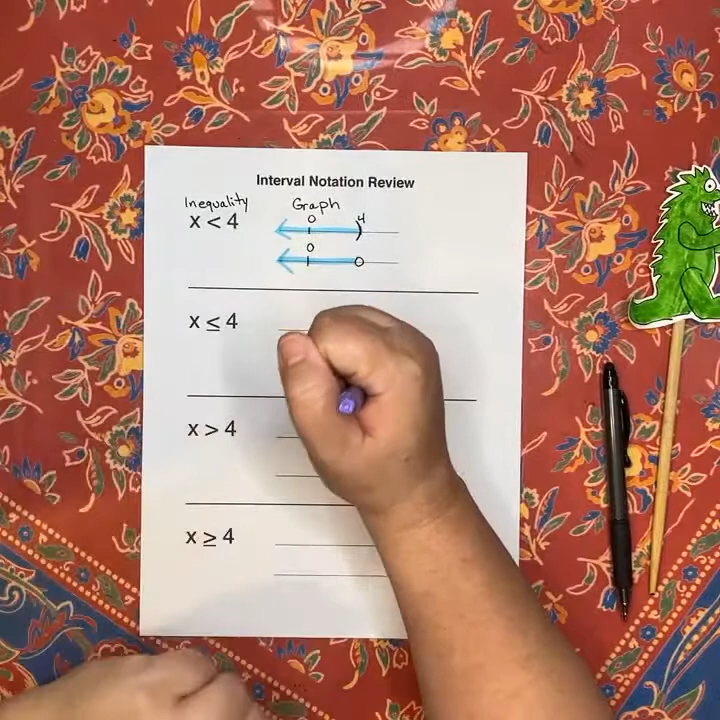 Interval Notation Review
Inequality Graph
x < 4 0 4
0
x ≤ 4
x > 4
x ≥ 4